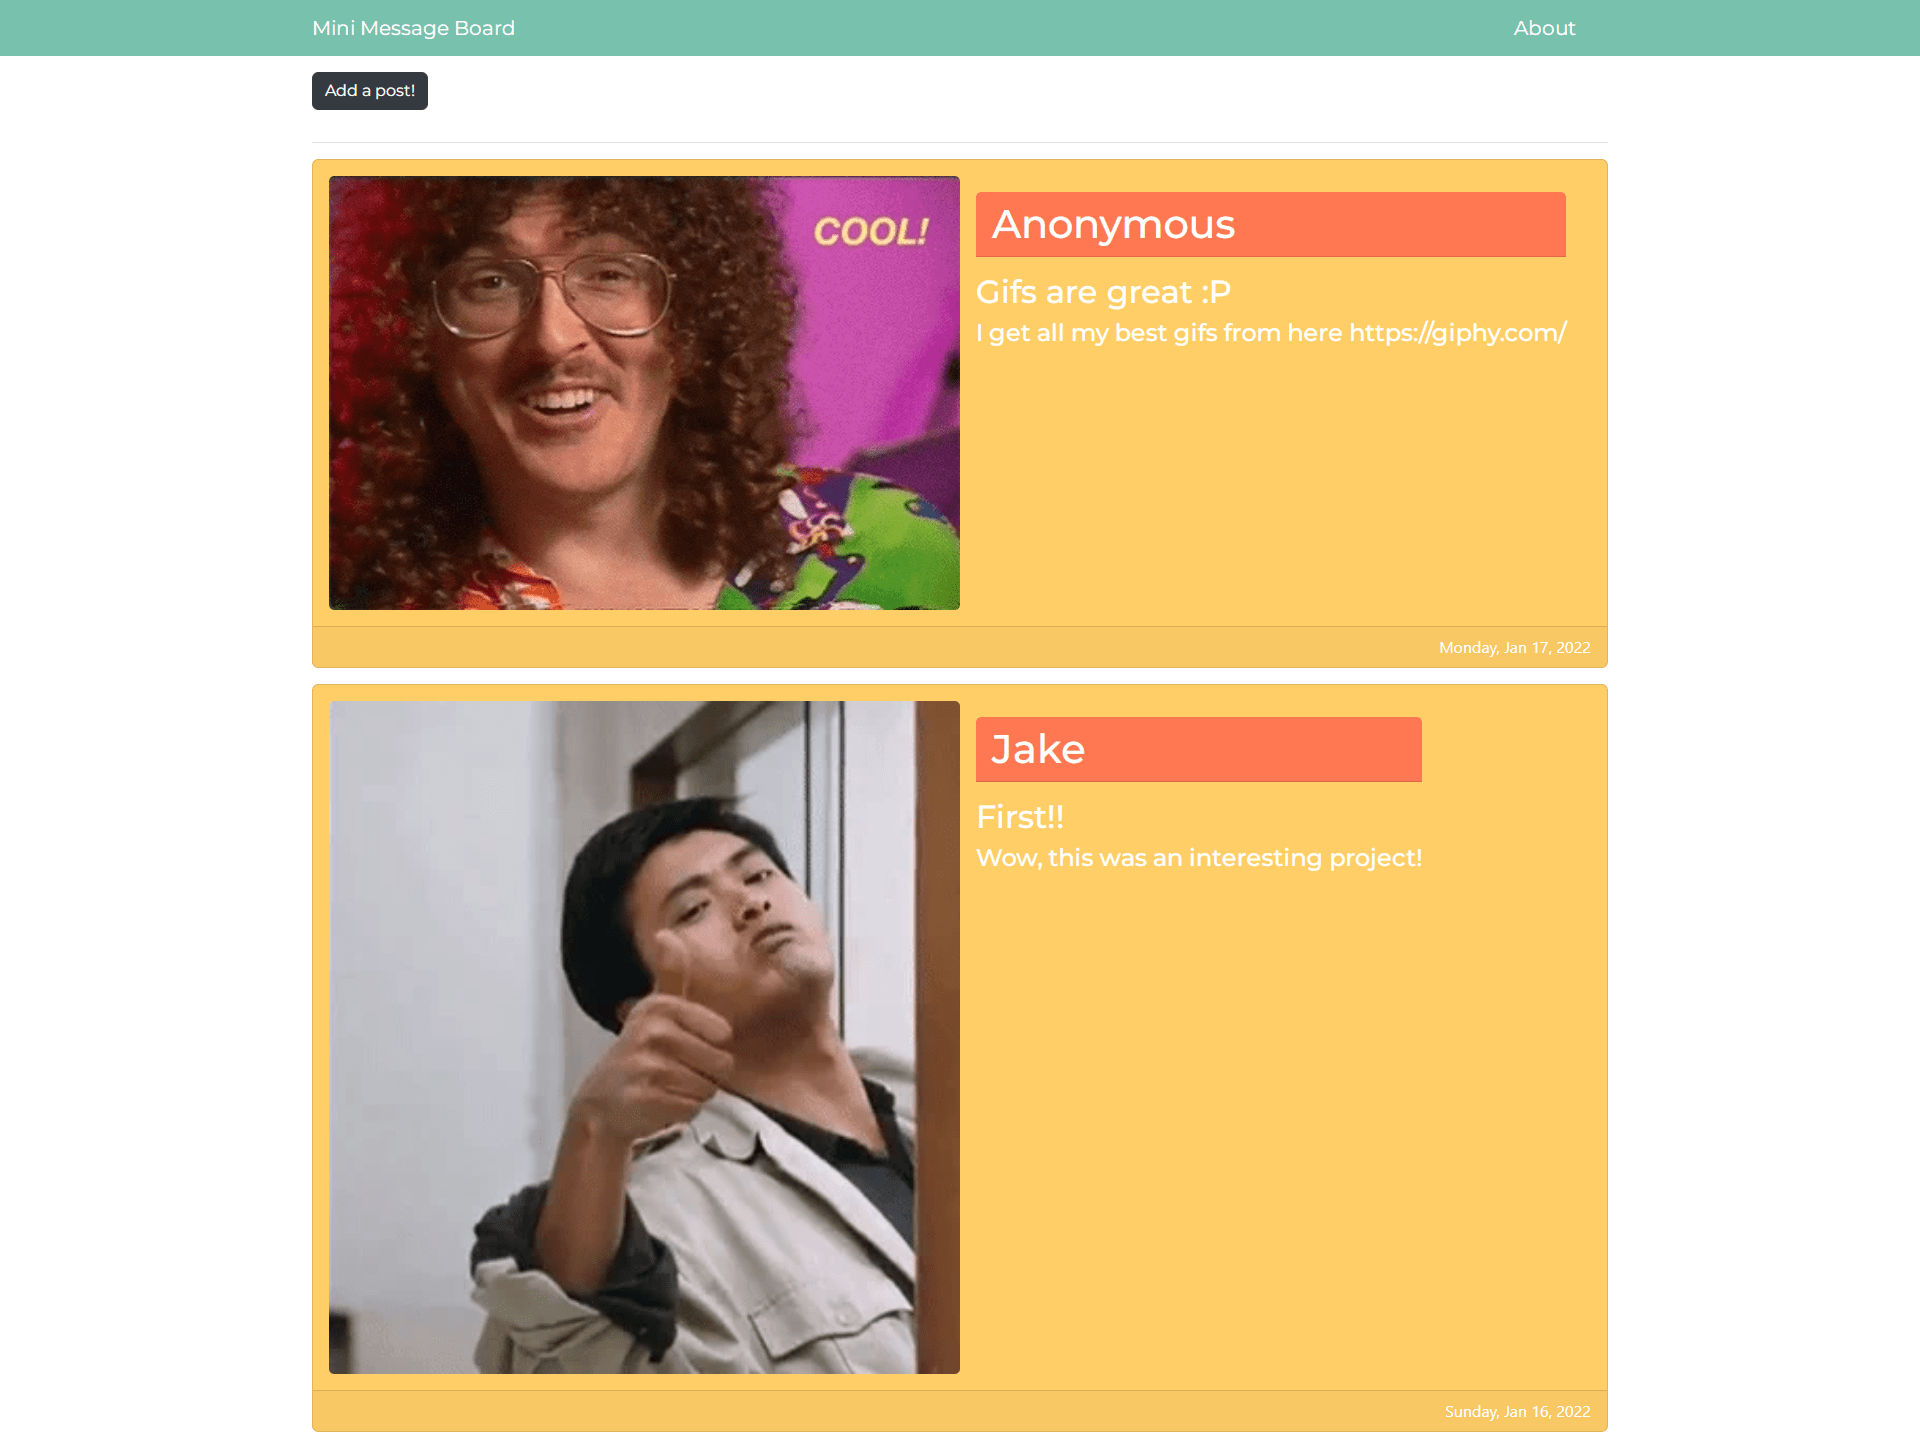 Mini Message Board
About
Add a post!
COOL!
Anonymous
Gifs are great :P
I get all my best gifs from here https://giphy.com/
Monday, Jan 17, 2022
Jake
First!!
Wow, this was an interesting project!
Sunday, Jan 16, 2022